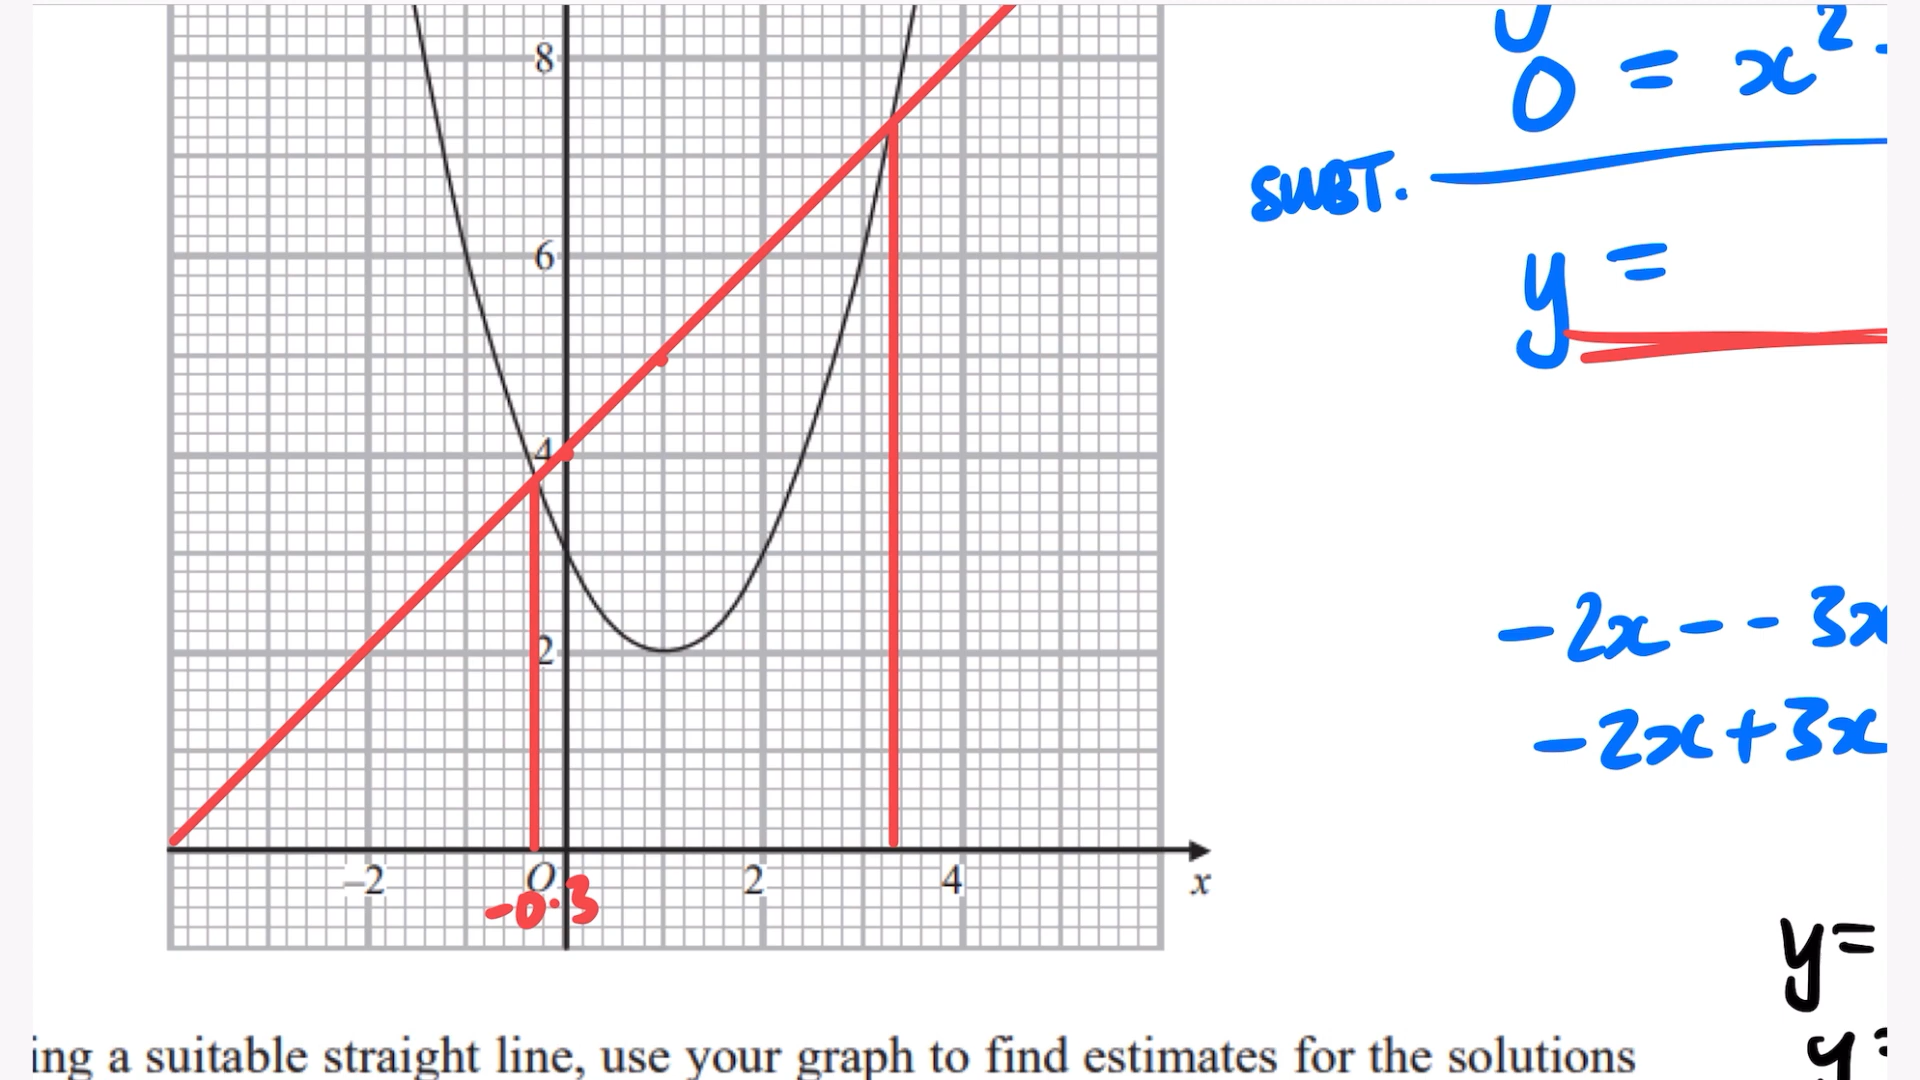 8
6
4
2
-2 O 2 4 x
-0.3
0 = x² -
SUBT.
y =
-2x - - 3x
-2x + 3x
y =
y =
ing a suitable straight line, use your graph to find estimates for the solutions